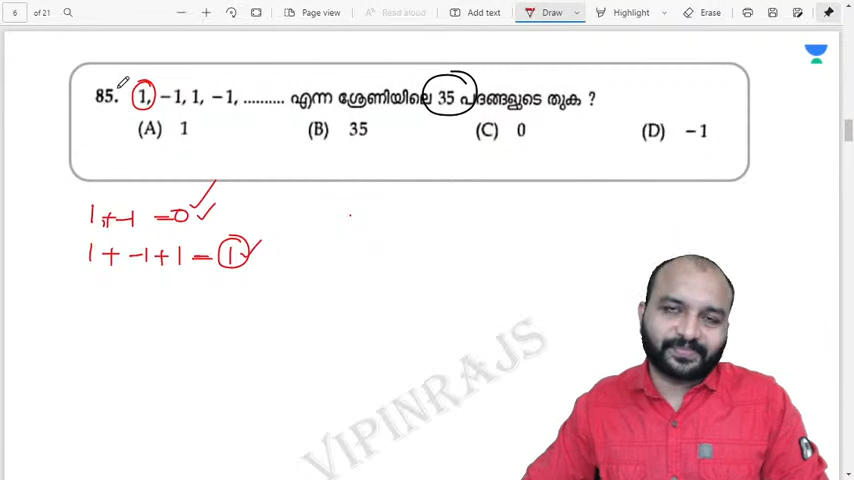 6 of 21 Page view Read aloud Add text Draw Highlight Erase
85. 1, −1, 1, −1, .......... എന്ന ശ്രേണിയിലെ 35 പദങ്ങളുടെ തുക ?
(A) 1 (B) 35 (C) 0 (D) −1
1 + -1 = 0
1 + -1 + 1 = 1
VIPINRAJS